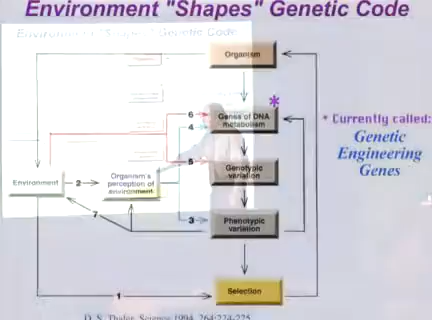 Environment "Shapes" Genetic Code
Environment "Shapes" Genetic Code
Organism
*
6
Genes of DNA
metabolism
4
* Currently called:
Genetic
Engineering
Genes
5
Genotypic
variation
Environment
2
Organism's
perception of
environment
7
3
Phenotypic
variation
1
Selection
D. S. Thaler, Science 1994, 264:224-225